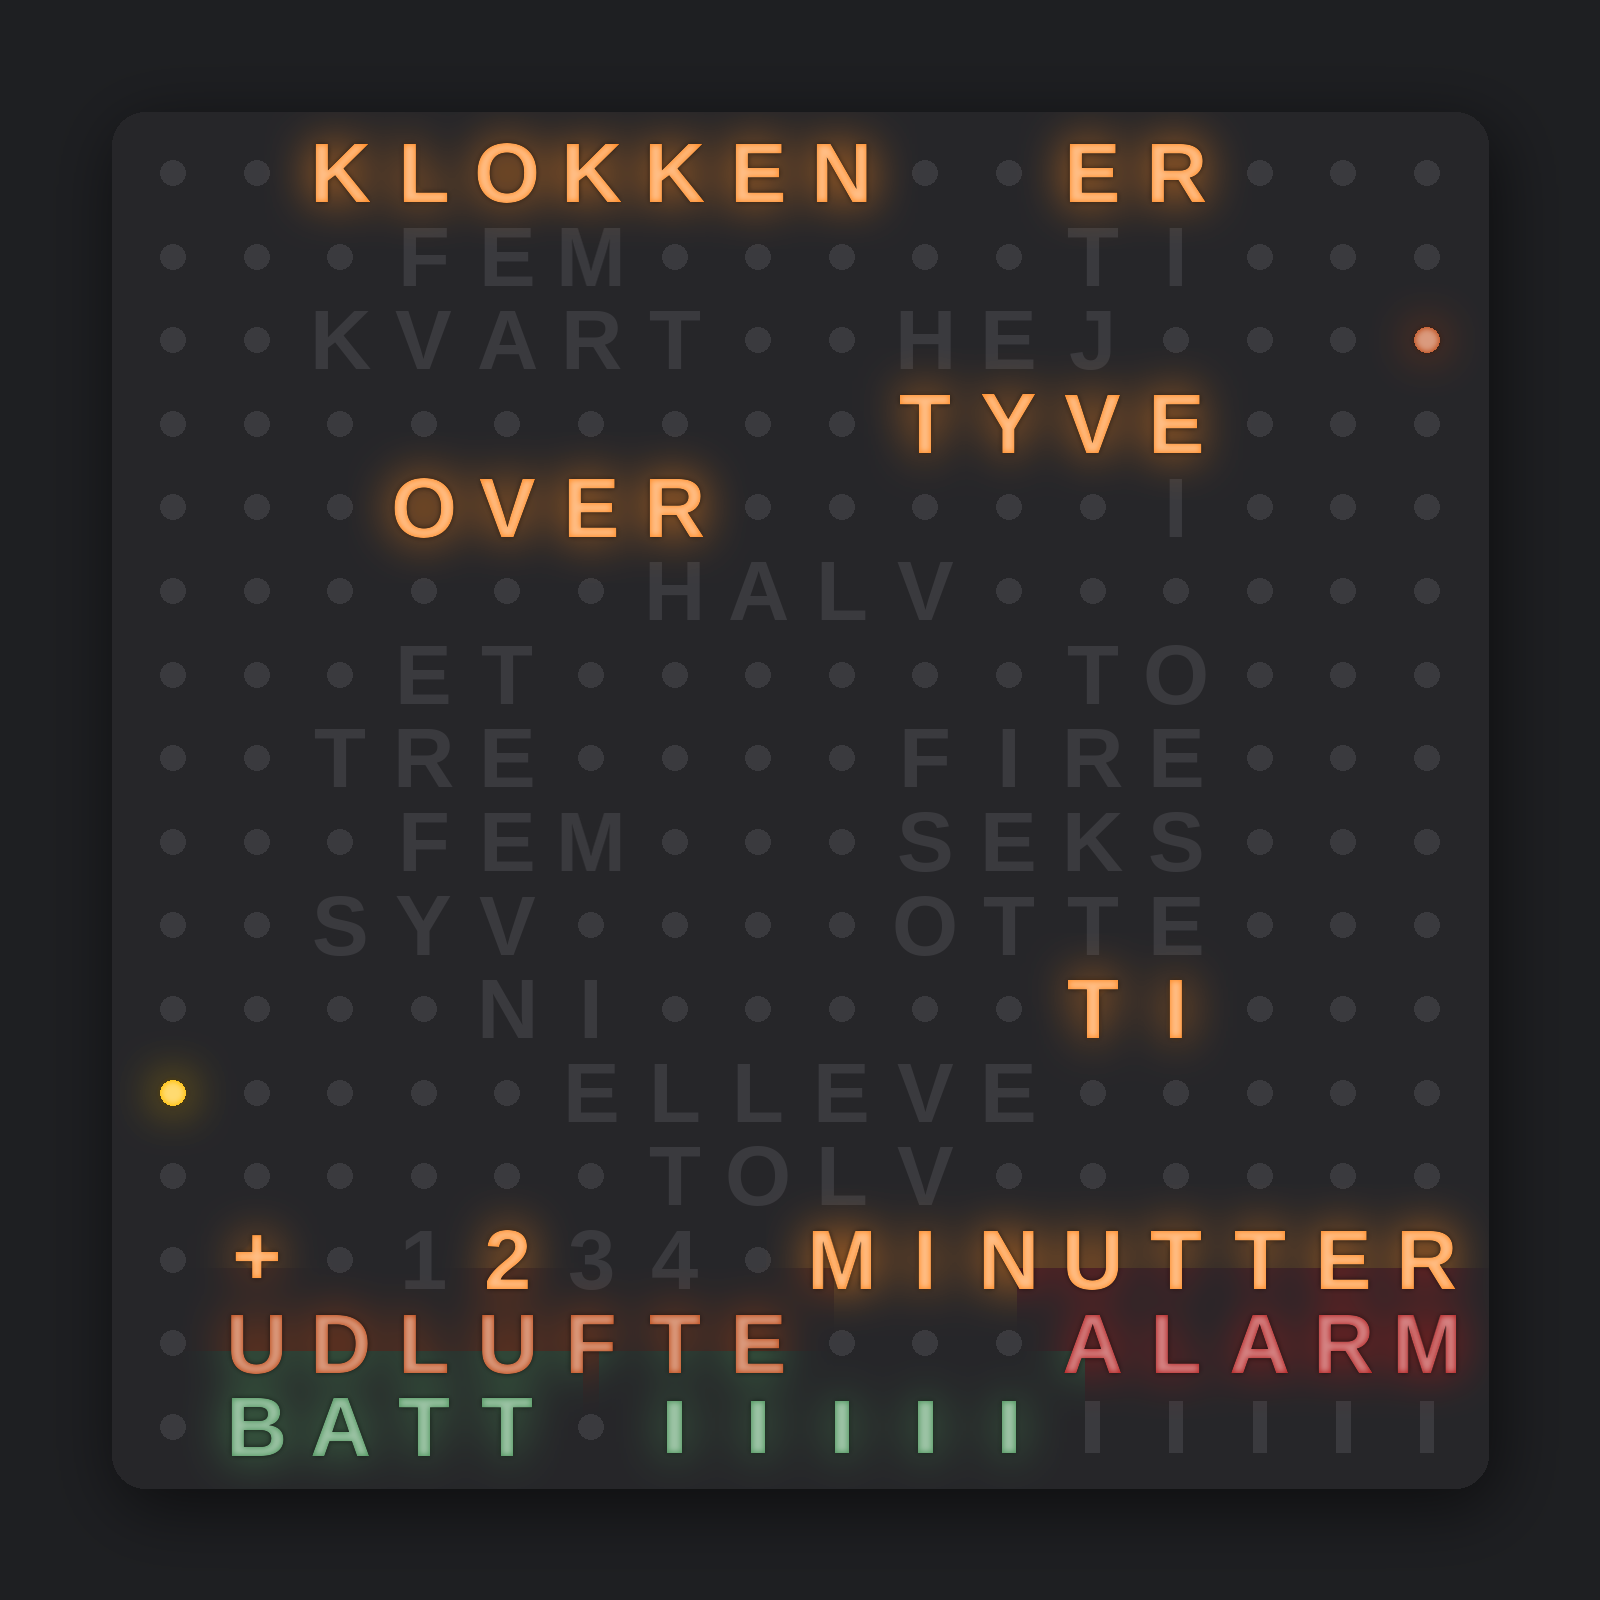 KLOKKEN ER
FEM TI
KVART HEJ
TYVE
OVER I
HALV
ET TO
TRE FIRE
FEM SEKS
SYV OTTE
NI TI
ELLEVE
TOLV
+ 1 2 3 4 MINUTTER
UDLUFTE ALARM
BATT I I I I I I I I I I